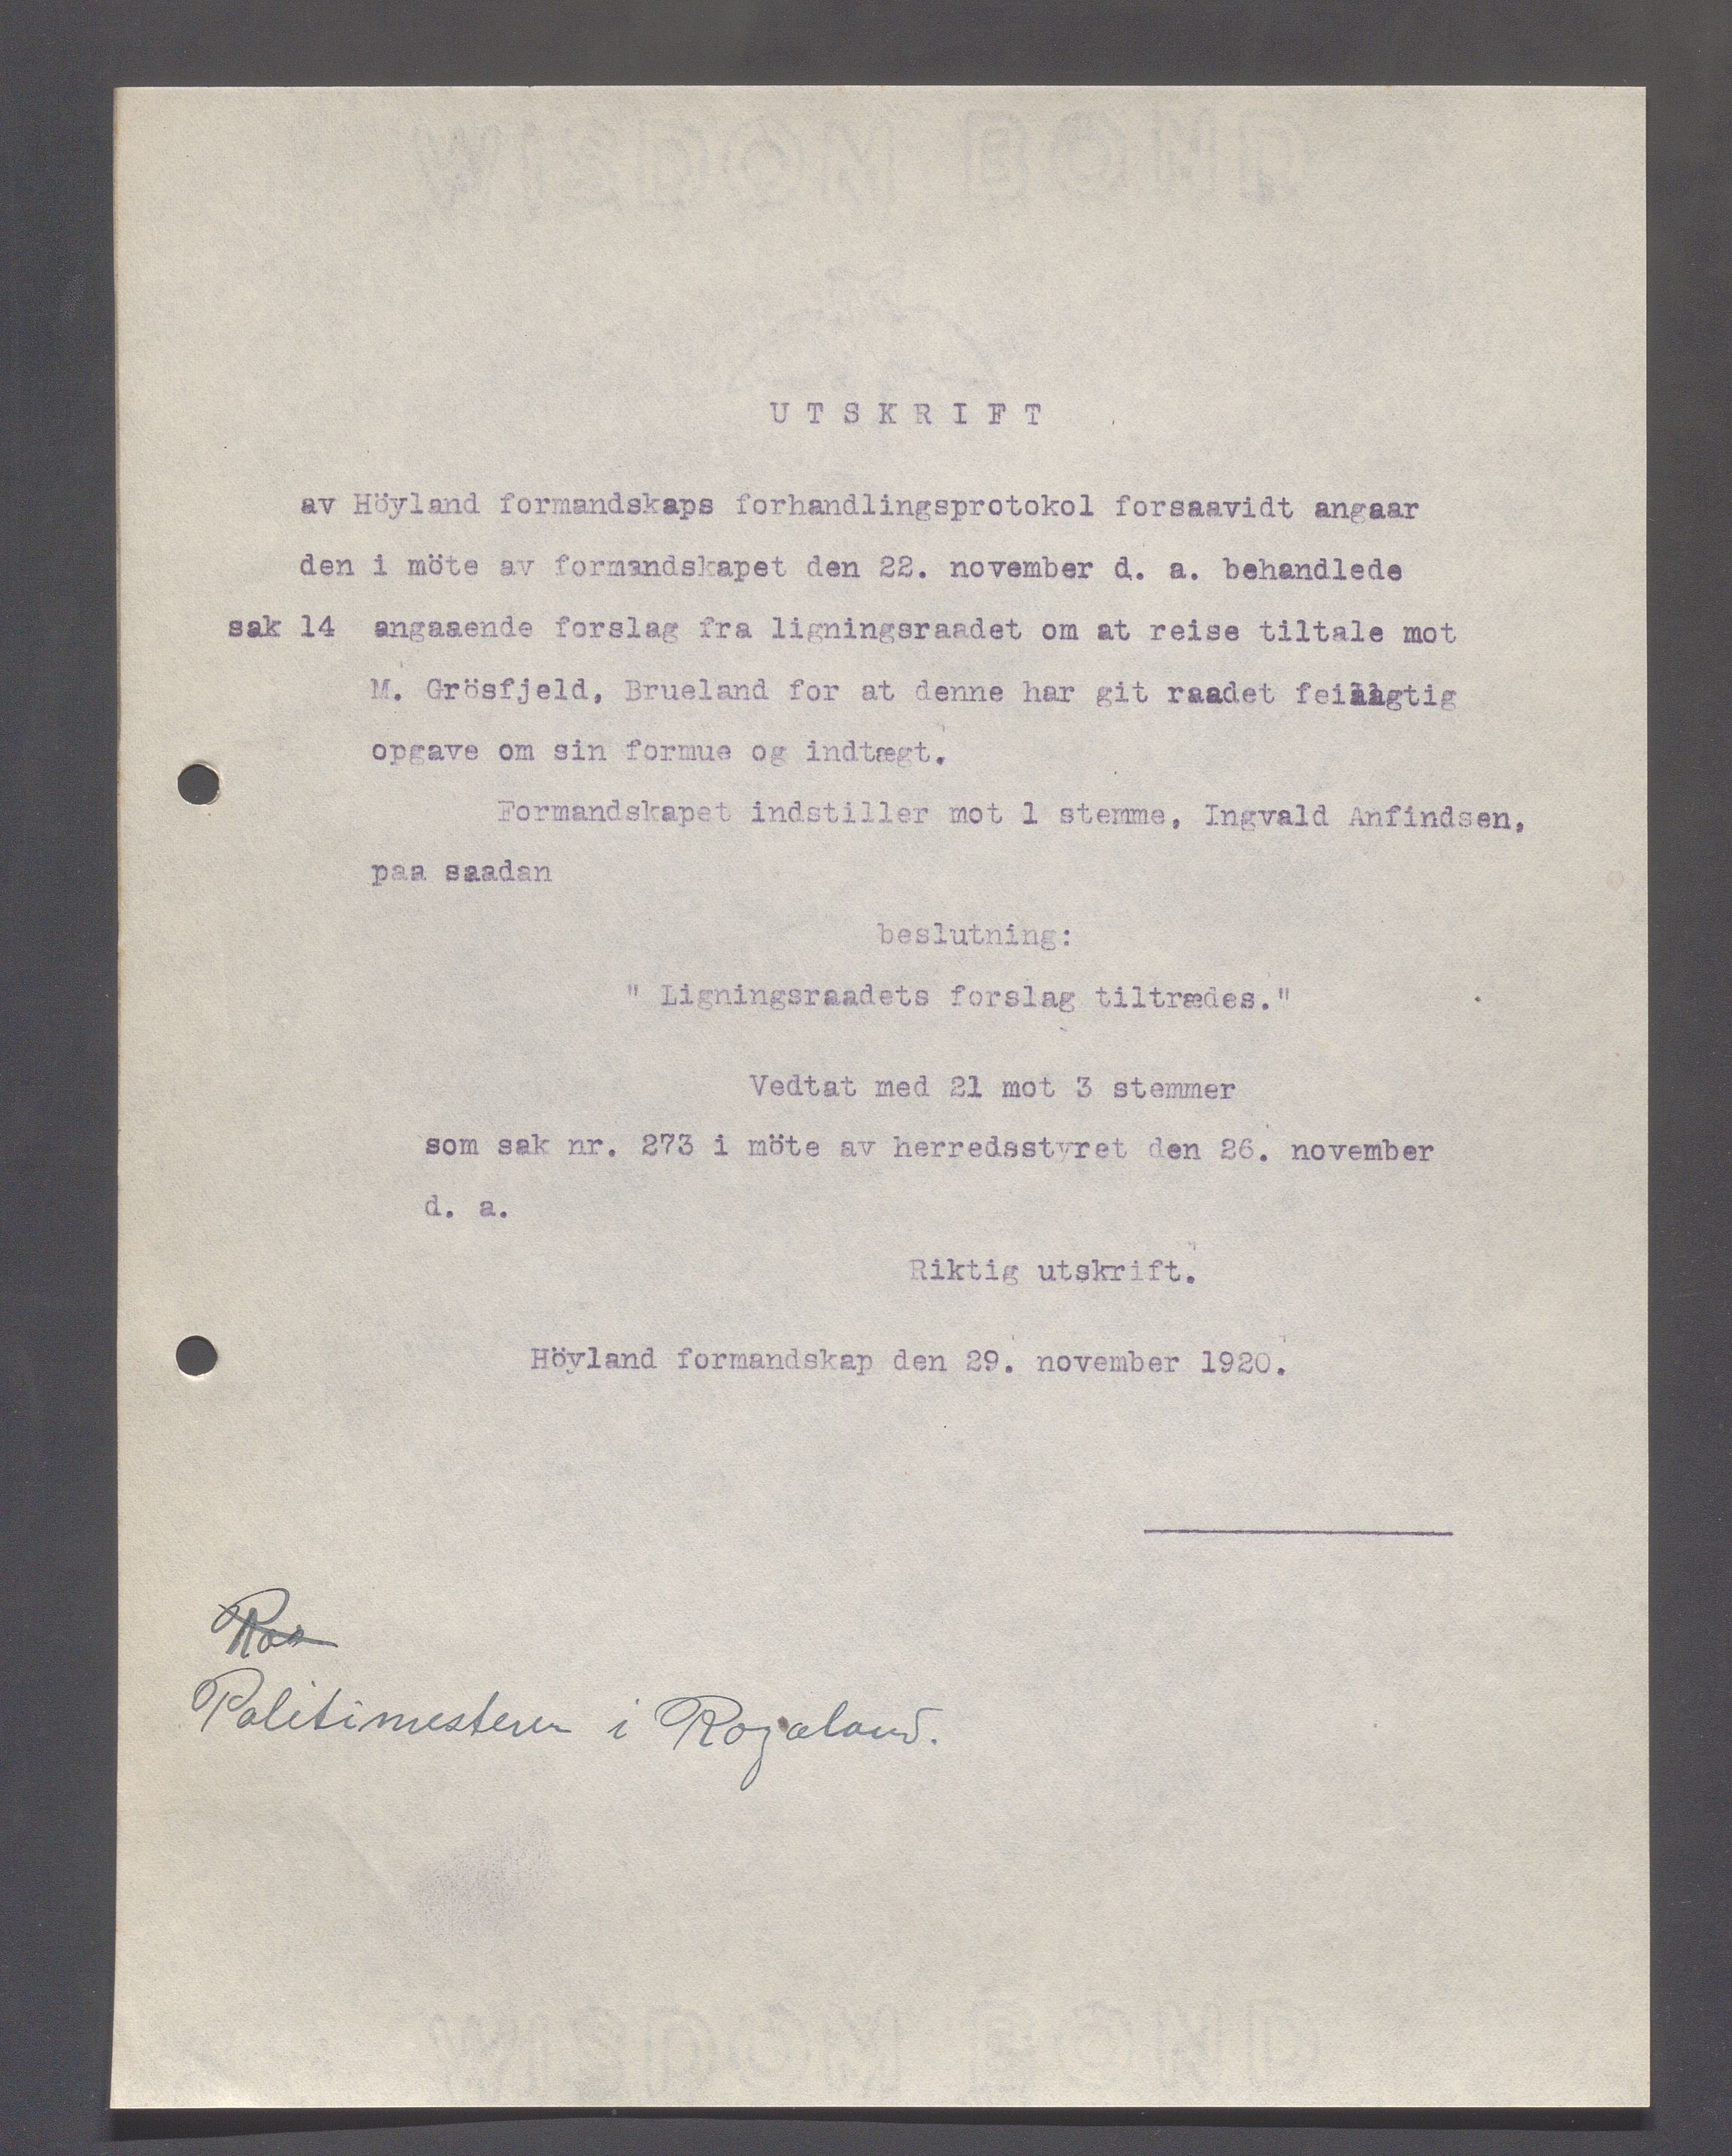 U T S K R I F T
av Höyland formandskaps forhandlingsprotokol forsaavidt angaar
den i möte av formandskapet den 22. november d. a. behandlede
sak 14 angaaende forslag fra ligningsraadet om at reise tiltale mot
M. Grösfjeld, Brueland for at denne har git raadet feilagtig
opgave om sin formue og indtægt.
Formandskapet indstiller mot 1 stemme, Ingvald Anfindsen,
paa saadan
beslutning:
" Ligningsraadets forslag tiltrædes."
Vedtat med 21 mot 3 stemmer
som sak nr. 273 i möte av herredsstyret den 26. november
d. a.
Riktig utskrift.
Höyland formandskap den 29. november 1920.
Politimesteren i Rogaland.
WISDOM BOND
WISDOM BOND